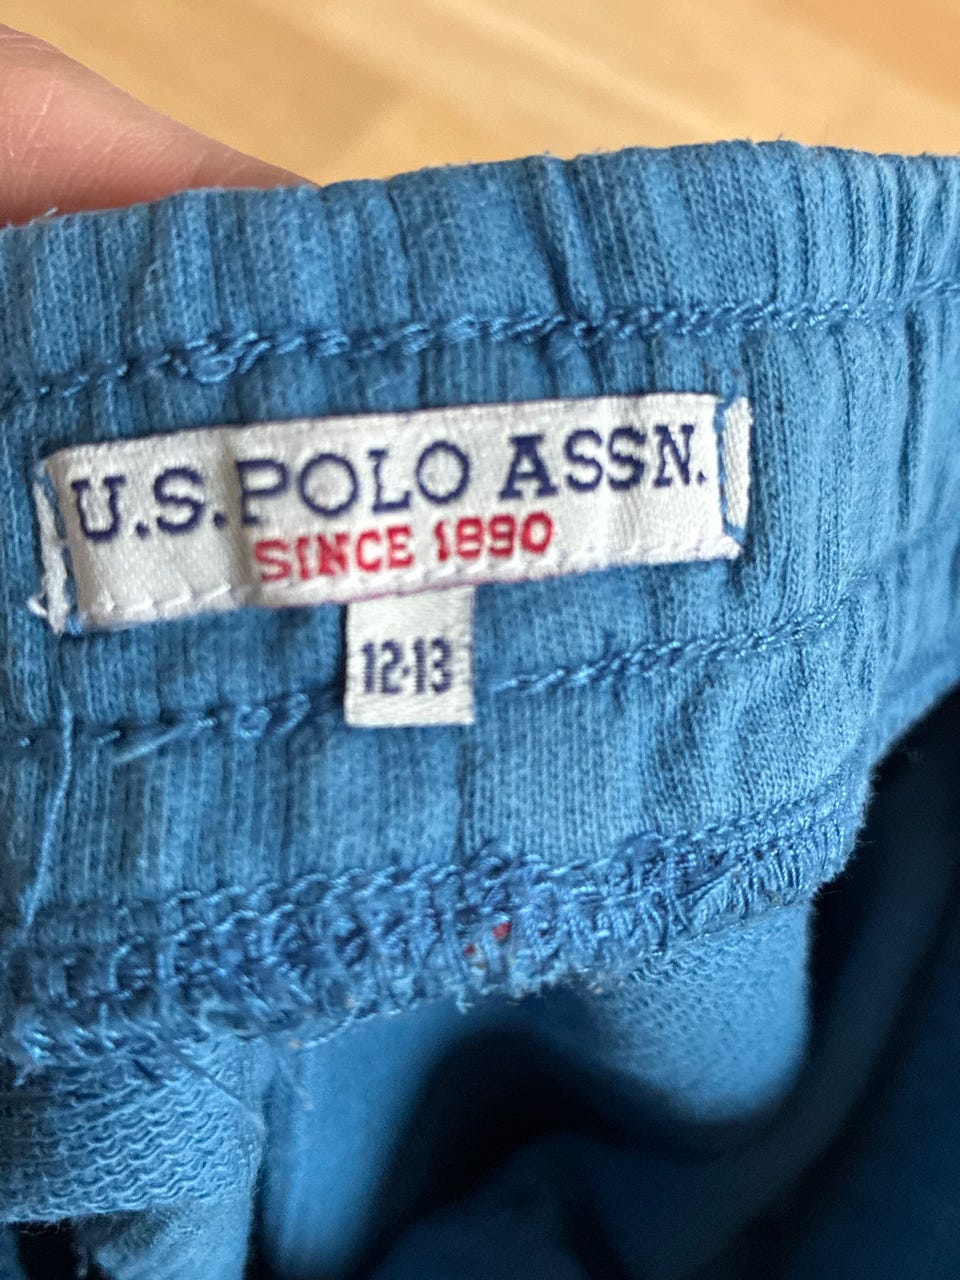 U.S. POLO ASSN.
SINCE 1890
12-13